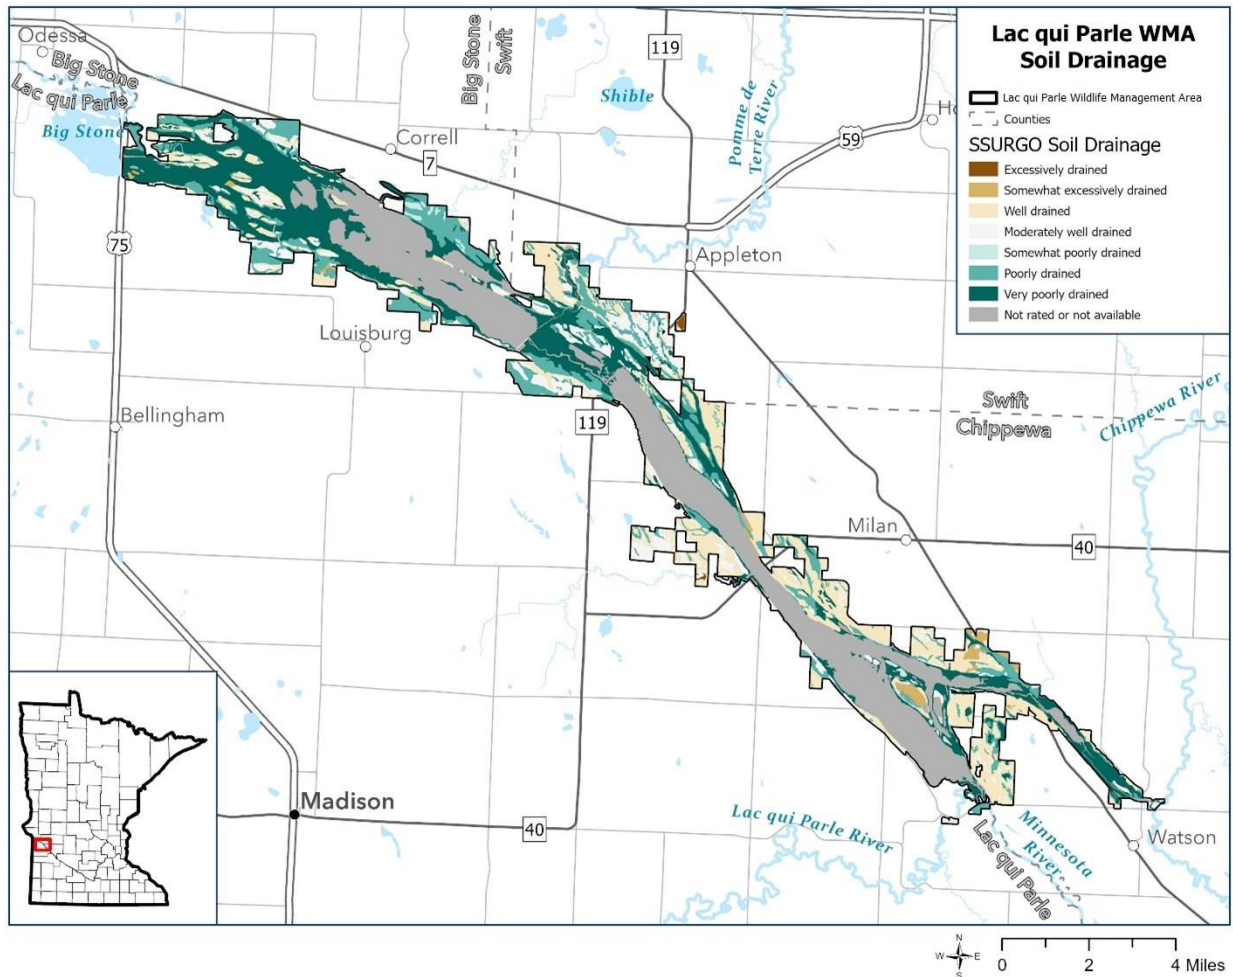 Lac qui Parle WMA
Soil Drainage
Lac qui Parle Wildlife Management Area
Counties
SSURGO Soil Drainage
Excessively drained
Somewhat excessively drained
Well drained
Moderately well drained
Somewhat poorly drained
Poorly drained
Very poorly drained
Not rated or not available
Odessa
Big Stone
Lac qui Parle
Big Stone
Big Stone
Swift
119
Shible
Pomme de
Terre River
59
Ho
Correll
7
75
Appleton
Louisburg
Bellingham
119
Swift
Chippewa
Chippewa River
Milan
40
Madison
40
Lac qui Parle River
Minnesota
River
Lac qui Parle
Watson
N
W
E
S
0
2
4 Miles